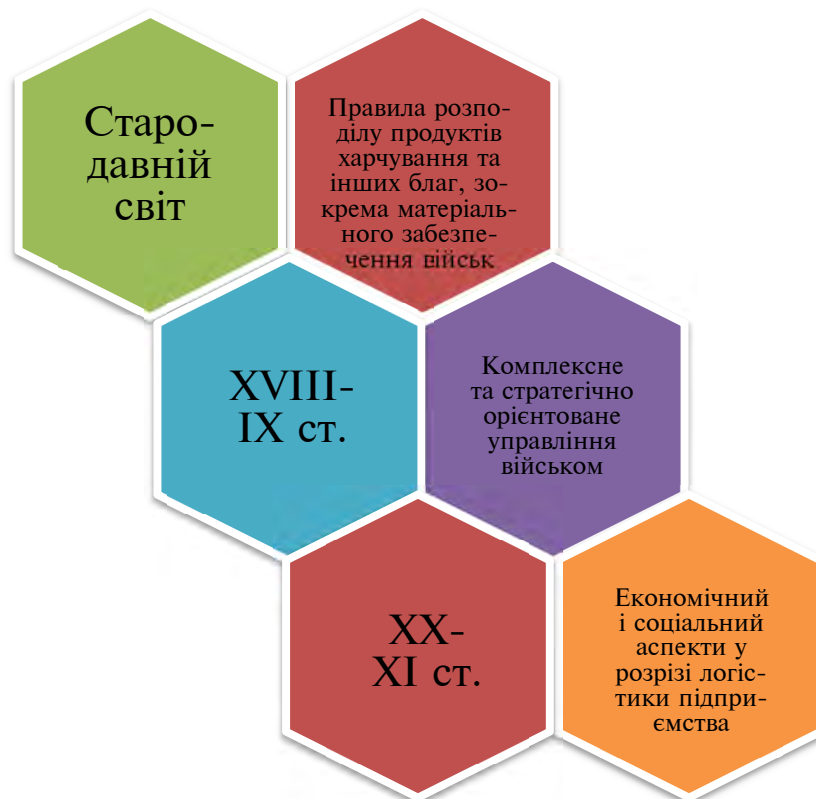 Старо-
давній
світ
Правила розпо-
ділу продуктів
харчування та
інших благ, зо-
крема матеріаль-
ного забезпе-
чення військ
XVIII-
IX ст.
Комплексне
та стратегічно
орієнтоване
управління
військом
XX-
XI ст.
Економічний
і соціальний
аспекти у
розрізі логіс-
тики підпри-
ємства